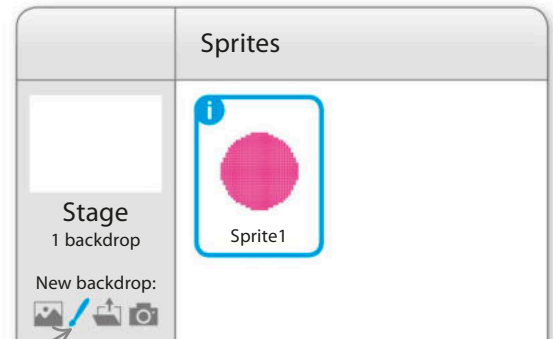 Sprites
i
Sprite1
Stage
1 backdrop
New backdrop: